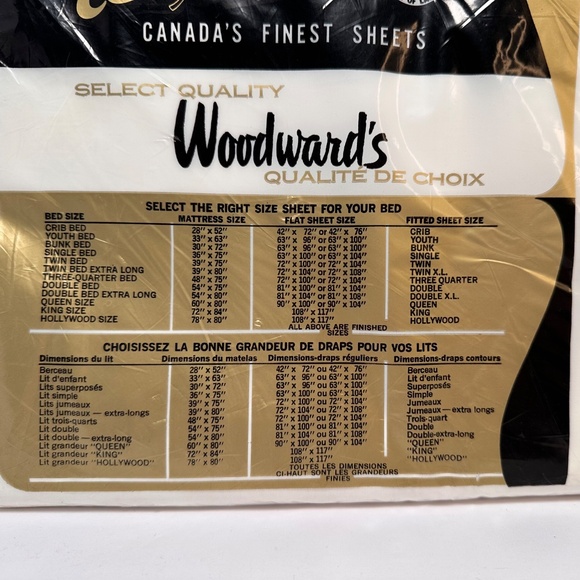 CANADA'S FINEST SHEETS
SELECT QUALITY
Woodward's
QUALITÉ DE CHOIX
SELECT THE RIGHT SIZE SHEET FOR YOUR BED
BED SIZE MATTRESS SIZE FLAT SHEET SIZE FITTED SHEET SIZE
CRIB BED 28" x 52" 42" x 72" or 42" x 76" CRIB
YOUTH BED 33" x 63" 63" x 96" or 63" x 100" YOUTH
BUNK BED 30" x 72" 63" x 96" or 63" x 100" BUNK
SINGLE BED 36" x 75" 63" x 96" or 63" x 100" SINGLE
TWIN BED 39" x 75" 72" x 100" or 72" x 104" TWIN
TWIN BED EXTRA LONG 39" x 80" 72" x 104" or 72" x 108" TWIN X.L.
THREE-QUARTER BED 48" x 75" 72" x 100" or 72" x 104" THREE QUARTER
DOUBLE BED 54" x 75" 81" x 100" or 81" x 104" DOUBLE
DOUBLE BED EXTRA LONG 54" x 80" 81" x 104" or 81" x 108" DOUBLE X.L.
QUEEN SIZE 60" x 80" 90" x 100" or 90" x 104" QUEEN
KING SIZE 72" x 84" 108" x 117" KING
HOLLYWOOD SIZE 78" x 80" 108" x 117" HOLLYWOOD
ALL ABOVE ARE FINISHED
SIZES
CHOISISSEZ LA BONNE GRANDEUR DE DRAPS POUR VOS LITS
Dimensions du lit Dimensions du matelas Dimensions-draps réguliers Dimensions-draps contours
Berceau 28" x 52" 42" x 72" ou 42" x 76" Berceau
Lit d'enfant 33" x 63" 63" x 96" ou 63" x 100" Lit d'enfant
Lits superposés 30" x 72" 63" x 96" ou 63" x 100" Superposés
Lit simple 36" x 75" 63" x 96" ou 63" x 100" Simple
Lits jumeaux 39" x 75" 72" x 100" ou 72" x 104" Jumeaux
Lits jumeaux — extra-longs 39" x 80" 72" x 104" ou 72" x 108" Jumeaux — extra-longs
Lit trois-quarts 48" x 75" 72" x 100" ou 72" x 104" Trois-quart
Lit double 54" x 75" 81" x 100" ou 81" x 104" Double
Lit double — extra-long 54" x 80" 81" x 104" ou 81" x 108" Double-extra-long
Lit grandeur "QUEEN" 60" x 80" 90" x 100" ou 90" x 104" "QUEEN"
Lit grandeur "KING" 72" x 84" 108" x 117" "KING"
Lit grandeur "HOLLYWOOD" 78" x 80" 108" x 117" "HOLLYWOOD"
TOUTES LES DIMENSIONS
CI-HAUT SONT LES GRANDEURS
FINIES